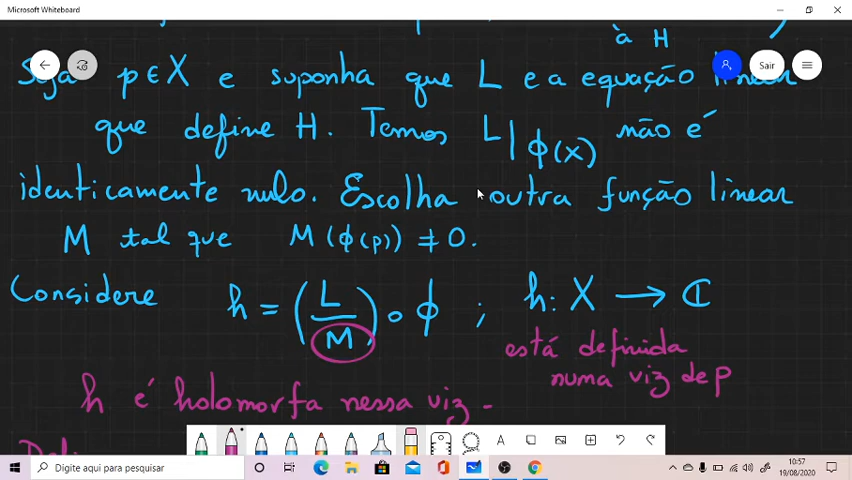 Microsoft Whiteboard
à H
Seja p ∈ X e suponha que L e a equação linear
Sair
que define H. Temos L|ϕ(X) não é
identicamente nulo. Escolha outra função linear
M tal que M(ϕ(p)) ≠ 0.
Considere h = (L/M) ∘ ϕ ; h: X → ℂ
está definida
numa viz de p
h é holomorfa nessa viz.
Digite aqui para pesquisar
10:57
19/08/2020